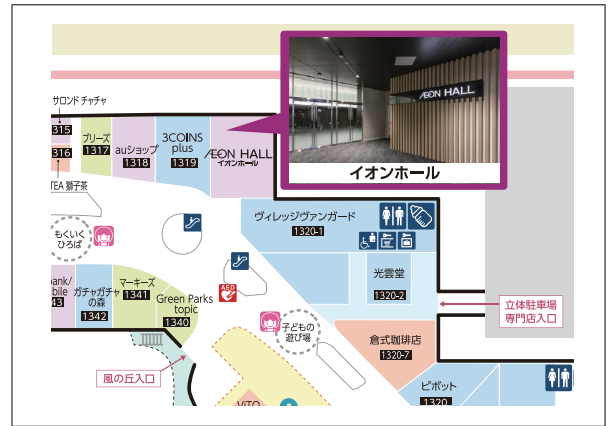 ÆON HALL
イオンホール
サロンド チャチャ
315
316
TEA 獅子茶
ブリーズ
1317
auショップ
1318
3COINS
plus
1319
ÆON HALL
イオンホール
もくいく
ひろば
ヴィレッジヴァンガード
1320-1
光雲堂
1320-2
立体駐車場
専門店入口
bank/
bile
43
ガチャガチャ
の森
1342
マーキーズ
1341
Green Parks
topic
1340
AED
子どもの
遊び場
倉式珈琲店
1320-7
風の丘入口
ピボット
1320
ViTO